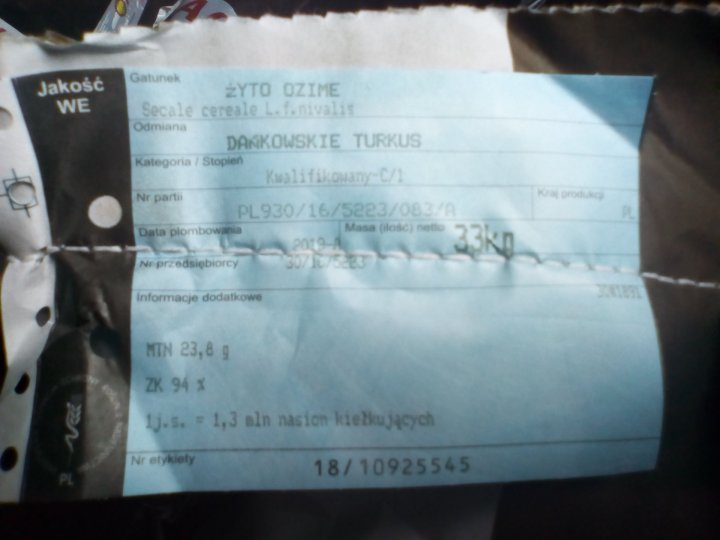 Jakość
WE
Gatunek
ŻYTO OZIME
Secale cereale L.f.nivalis
Odmiana
DAŃKOWSKIE TURKUS
Kategoria / Stopień
Kwalifikowany-C/1
Nr partii
PL930/16/5223/083/A
Kraj produkcji
PL
Data plombowania
Masa (ilość) netto
33kg
Nr przedsiębiorcy
30/16/5223
Informacje dodatkowe
3001891
MTN 23,8 g
ZK 94 %
1j.s. = 1,3 mln nasion kiełkujących
Nr etykiety
18/10925545
PL